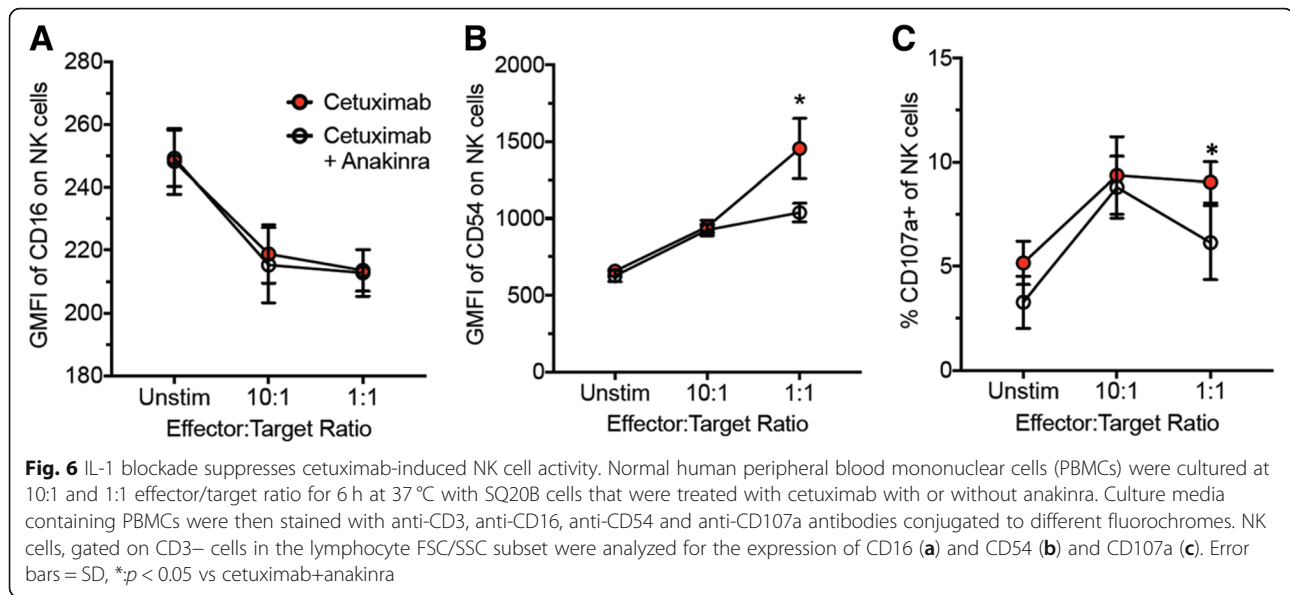 A
GMFI of CD16 on NK cells
280
260
240
220
200
180
Unstim
10:1
1:1
Effector:Target Ratio
Cetuximab
Cetuximab
+ Anakinra
B
GMFI of CD54 on NK cells
2000
1500
1000
500
0
*
Unstim
10:1
1:1
Effector:Target Ratio
C
% CD107a+ of NK cells
15
10
5
0
*
Unstim
10:1
1:1
Effector:Target Ratio
Fig. 6 IL-1 blockade suppresses cetuximab-induced NK cell activity. Normal human peripheral blood mononuclear cells (PBMCs) were cultured at
10:1 and 1:1 effector/target ratio for 6 h at 37 °C with SQ20B cells that were treated with cetuximab with or without anakinra. Culture media
containing PBMCs were then stained with anti-CD3, anti-CD16, anti-CD54 and anti-CD107a antibodies conjugated to different fluorochromes. NK
cells, gated on CD3− cells in the lymphocyte FSC/SSC subset were analyzed for the expression of CD16 (a) and CD54 (b) and CD107a (c). Error
bars = SD, *:p < 0.05 vs cetuximab+anakinra